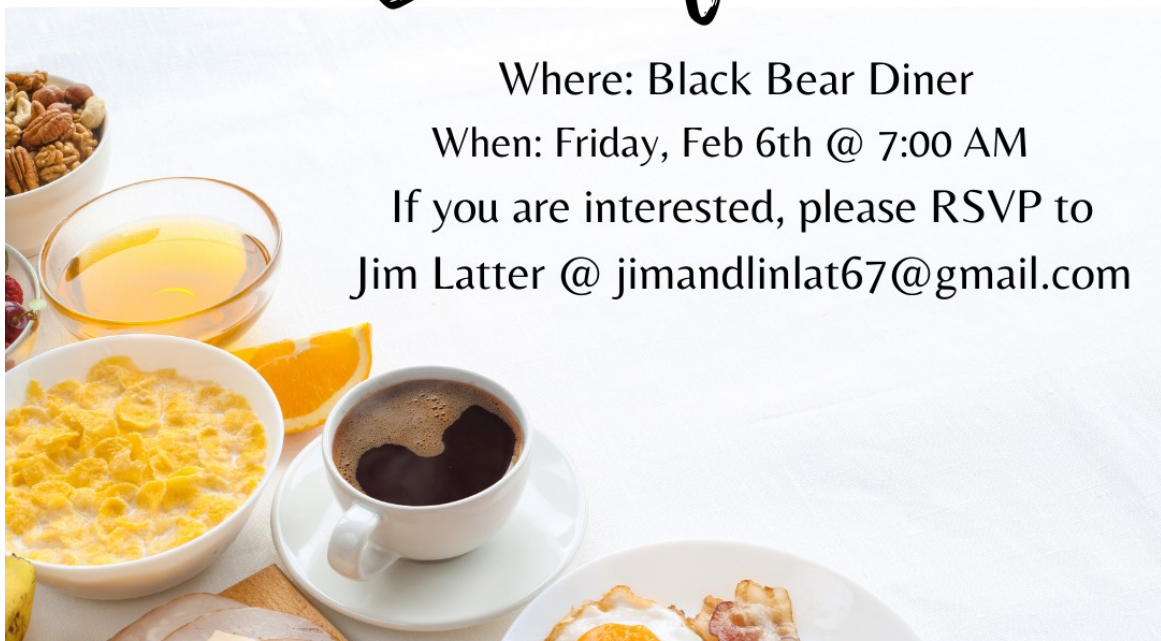 Where: Black Bear Diner
When: Friday, Feb 6th @ 7:00 AM
If you are interested, please RSVP to
Jim Latter @ jimandlinlat67@gmail.com